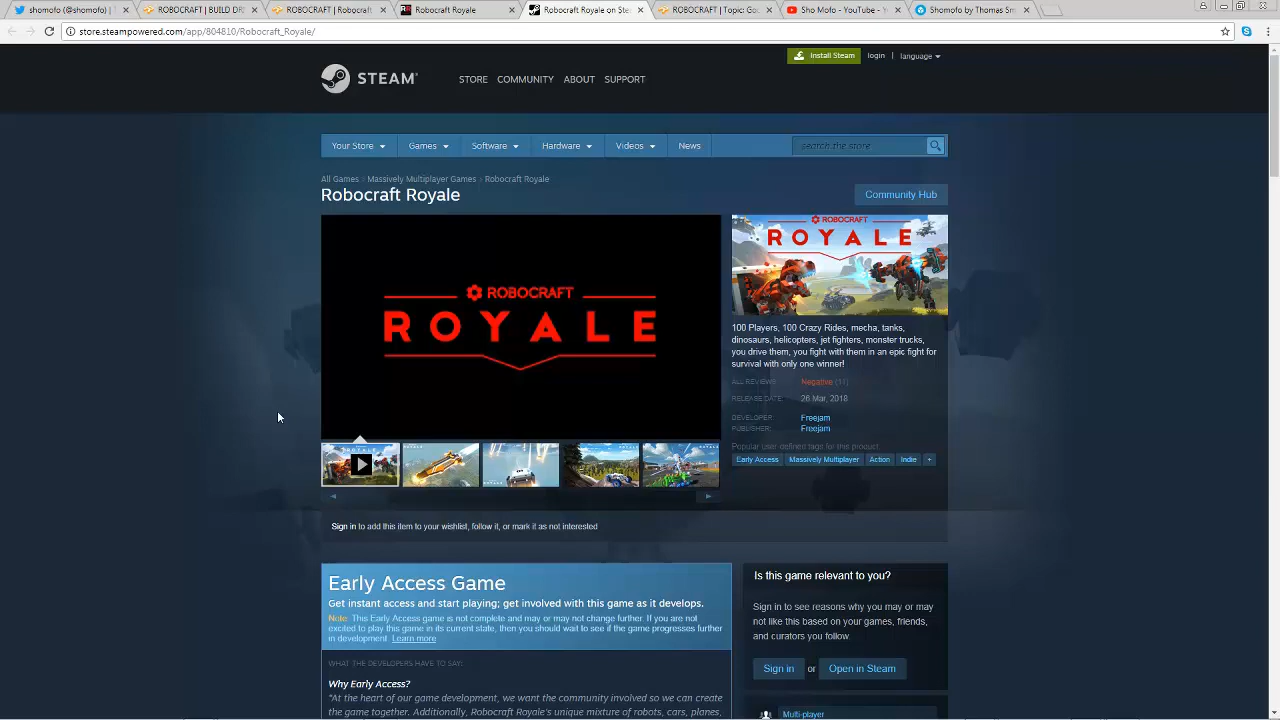 shomofo (@shomofo) |
ROBOCRAFT | BUILD DR
ROBOCRAFT | Robocraf
Robocraft Royale
Robocraft Royale on Ste
ROBOCRAFT | Topic: Go
Sho Mofo - YouTube - Y
Shomofo by Thomas Sm
store.steampowered.com/app/804810/Robocraft_Royale/
Install Steam
login | language
STEAM
STORE COMMUNITY ABOUT SUPPORT
Your Store Games Software Hardware Videos News
search the store
All Games > Massively Multiplayer Games > Robocraft Royale
Robocraft Royale
Community Hub
ROBOCRAFT
ROYALE
ROBOCRAFT
ROYALE
100 Players, 100 Crazy Rides, mecha, tanks,
dinosaurs, helicopters, jet fighters, monster trucks,
you drive them, you fight with them in an epic fight for
survival with only one winner!
ALL REVIEWS: Negative (11)
RELEASE DATE: 26 Mar, 2018
DEVELOPER: Freejam
PUBLISHER: Freejam
Popular user-defined tags for this product:
Early Access Massively Multiplayer Action Indie +
Sign in to add this item to your wishlist, follow it, or mark it as not interested
Early Access Game
Get instant access and start playing; get involved with this game as it develops.
Note: This Early Access game is not complete and may or may not change further. If you are
not excited to play this game in its current state, then you should wait to see if the game progresses further
in development. Learn more
WHAT THE DEVELOPERS HAVE TO SAY:
Why Early Access?
"At the heart of our game development, we want the community involved so we can create
the game together. Additionally, Robocraft Royale's unique mixture of robots, cars, planes,
Is this game relevant to you?
Sign in to see reasons why you may or may
not like this based on your games, friends,
and curators you follow.
Sign in or Open in Steam
Multi-player